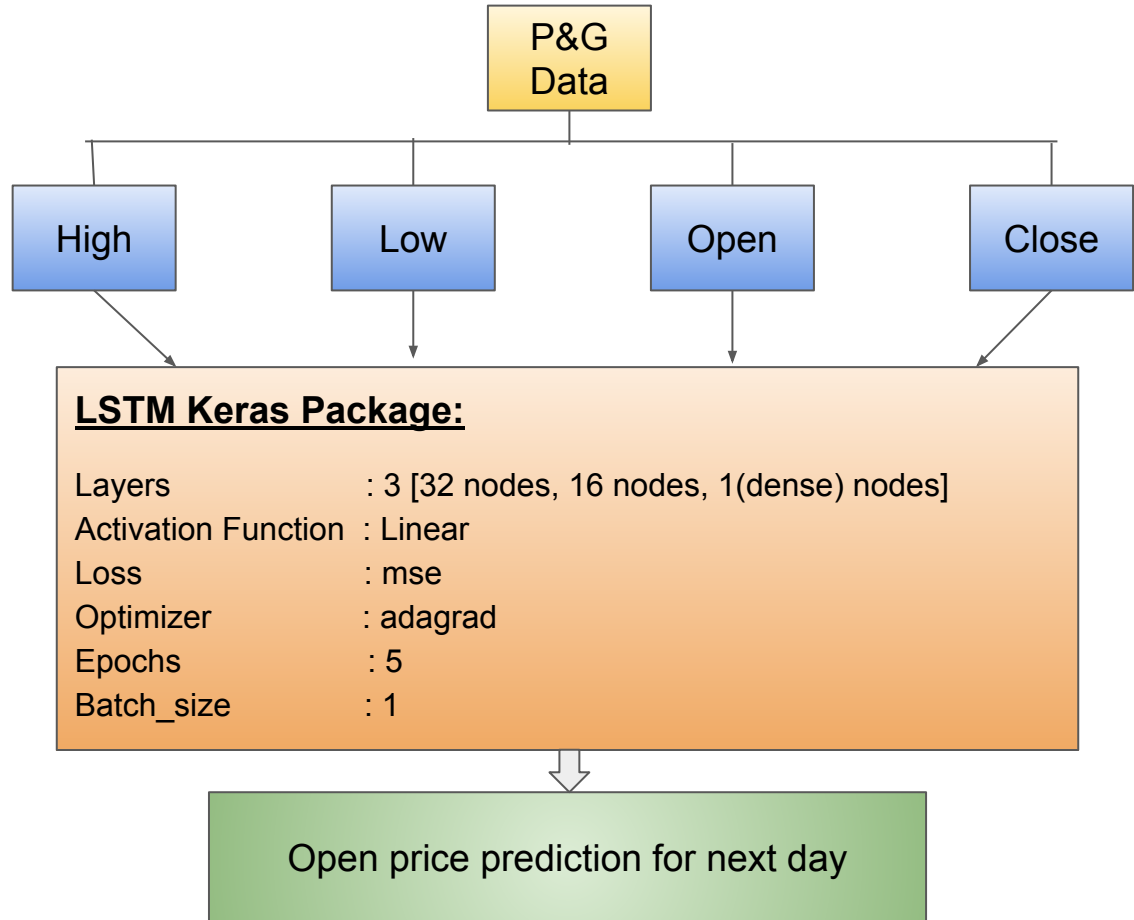 P&G
Data
High
Low
Open
Close
LSTM Keras Package:
Layers : 3 [32 nodes, 16 nodes, 1(dense) nodes]
Activation Function : Linear
Loss : mse
Optimizer : adagrad
Epochs : 5
Batch_size : 1
Open price prediction for next day